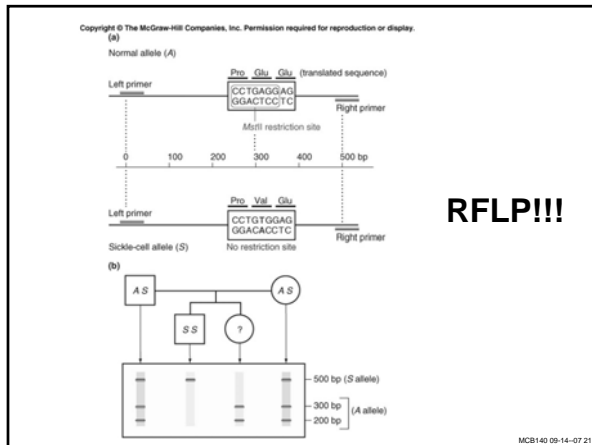 Copyright © The McGraw-Hill Companies, Inc. Permission required for reproduction or display.
(a)
Normal allele (A)
Pro Glu Glu (translated sequence)
Left primer
CCTGAGGAG
GGACTCCTC
Right primer
MstII restriction site
0 100 200 300 400 500 bp
RFLP!!!
Pro Val Glu
Left primer
CCTGTGGAG
GGACACCTC
Right primer
Sickle-cell allele (S) No restriction site
(b)
A S A S
S S ?
500 bp (S allele)
300 bp
(A allele)
200 bp
MCB140 09-14--07 21